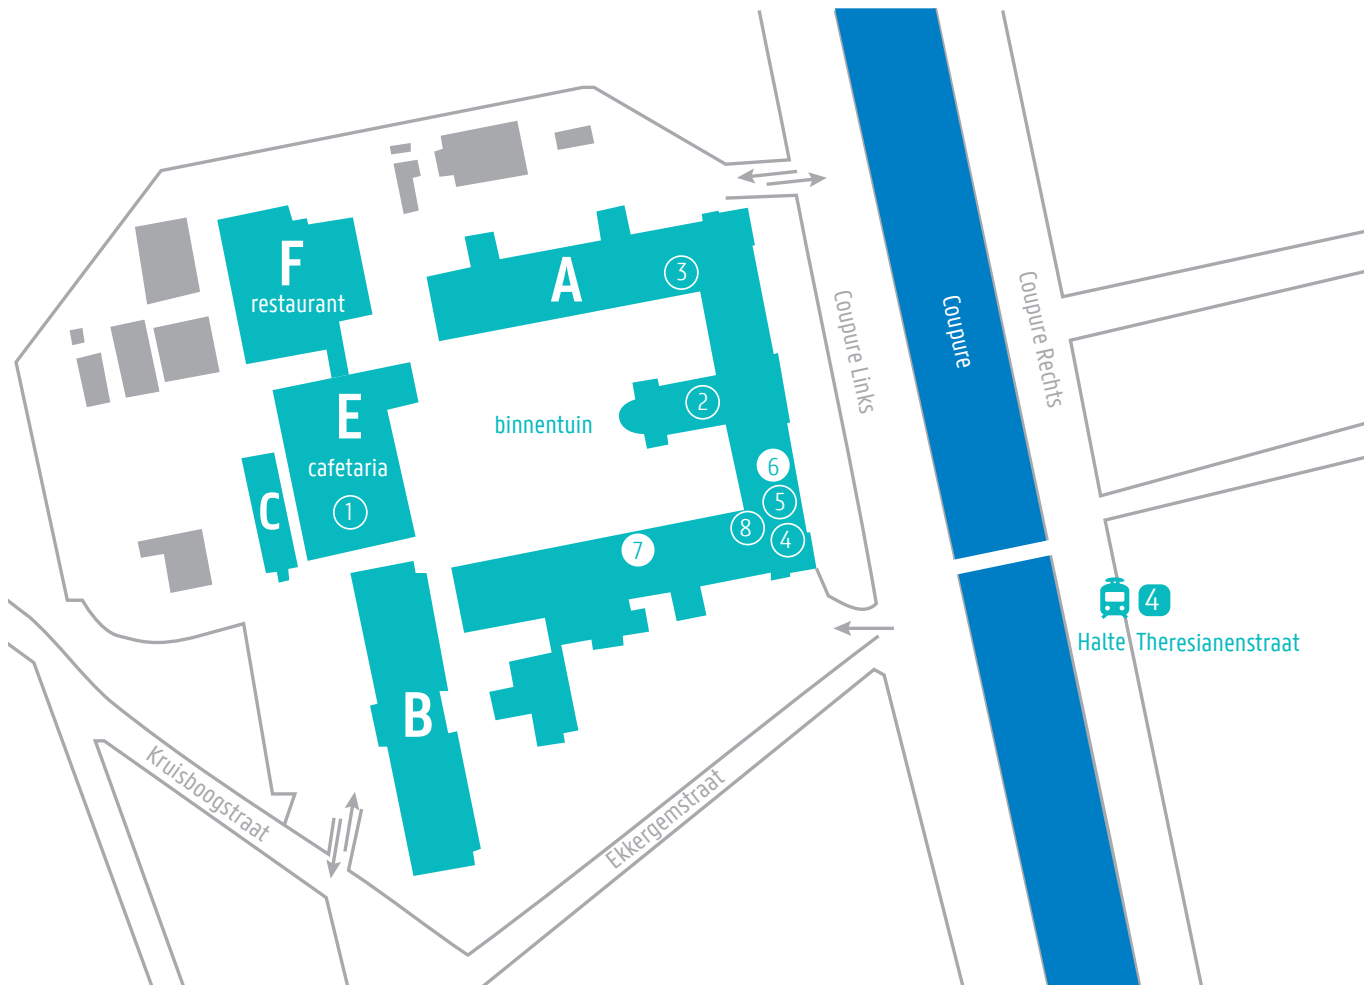 F
restaurant
A
3
Coupure Links
Coupure
Coupure Rechts
E
cafetaria
1
binnentuin
2
C
6
5
8
4
7
4
Halte Theresianenstraat
B
Kruisboogstraat
Ekkergemstraat